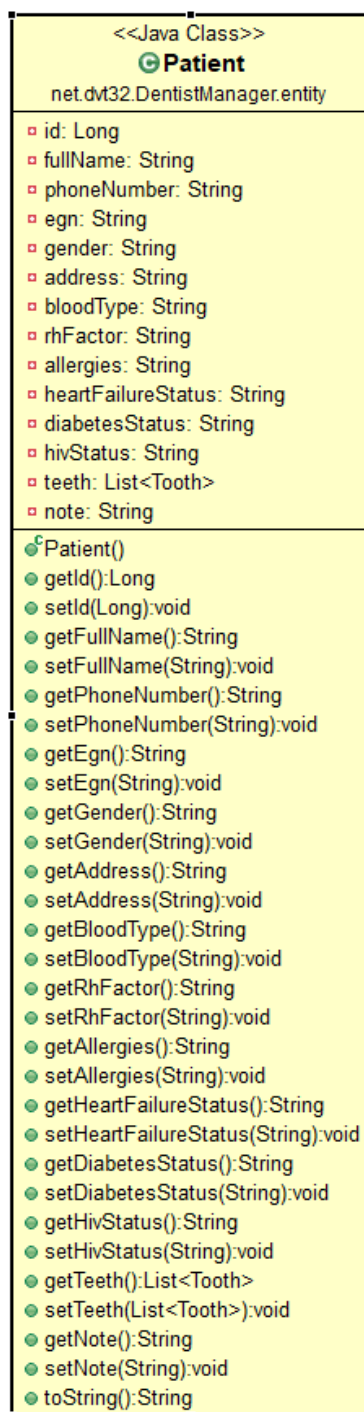 <<Java Class>>
Patient
net.dvt32.DentistManager.entity
id: Long
fullName: String
phoneNumber: String
egn: String
gender: String
address: String
bloodType: String
rhFactor: String
allergies: String
heartFailureStatus: String
diabetesStatus: String
hivStatus: String
teeth: List<Tooth>
note: String
Patient()
getId():Long
setId(Long):void
getFullName():String
setFullName(String):void
getPhoneNumber():String
setPhoneNumber(String):void
getEgn():String
setEgn(String):void
getGender():String
setGender(String):void
getAddress():String
setAddress(String):void
getBloodType():String
setBloodType(String):void
getRhFactor():String
setRhFactor(String):void
getAllergies():String
setAllergies(String):void
getHeartFailureStatus():String
setHeartFailureStatus(String):void
getDiabetesStatus():String
setDiabetesStatus(String):void
getHivStatus():String
setHivStatus(String):void
getTeeth():List<Tooth>
setTeeth(List<Tooth>):void
getNote():String
setNote(String):void
toString():String